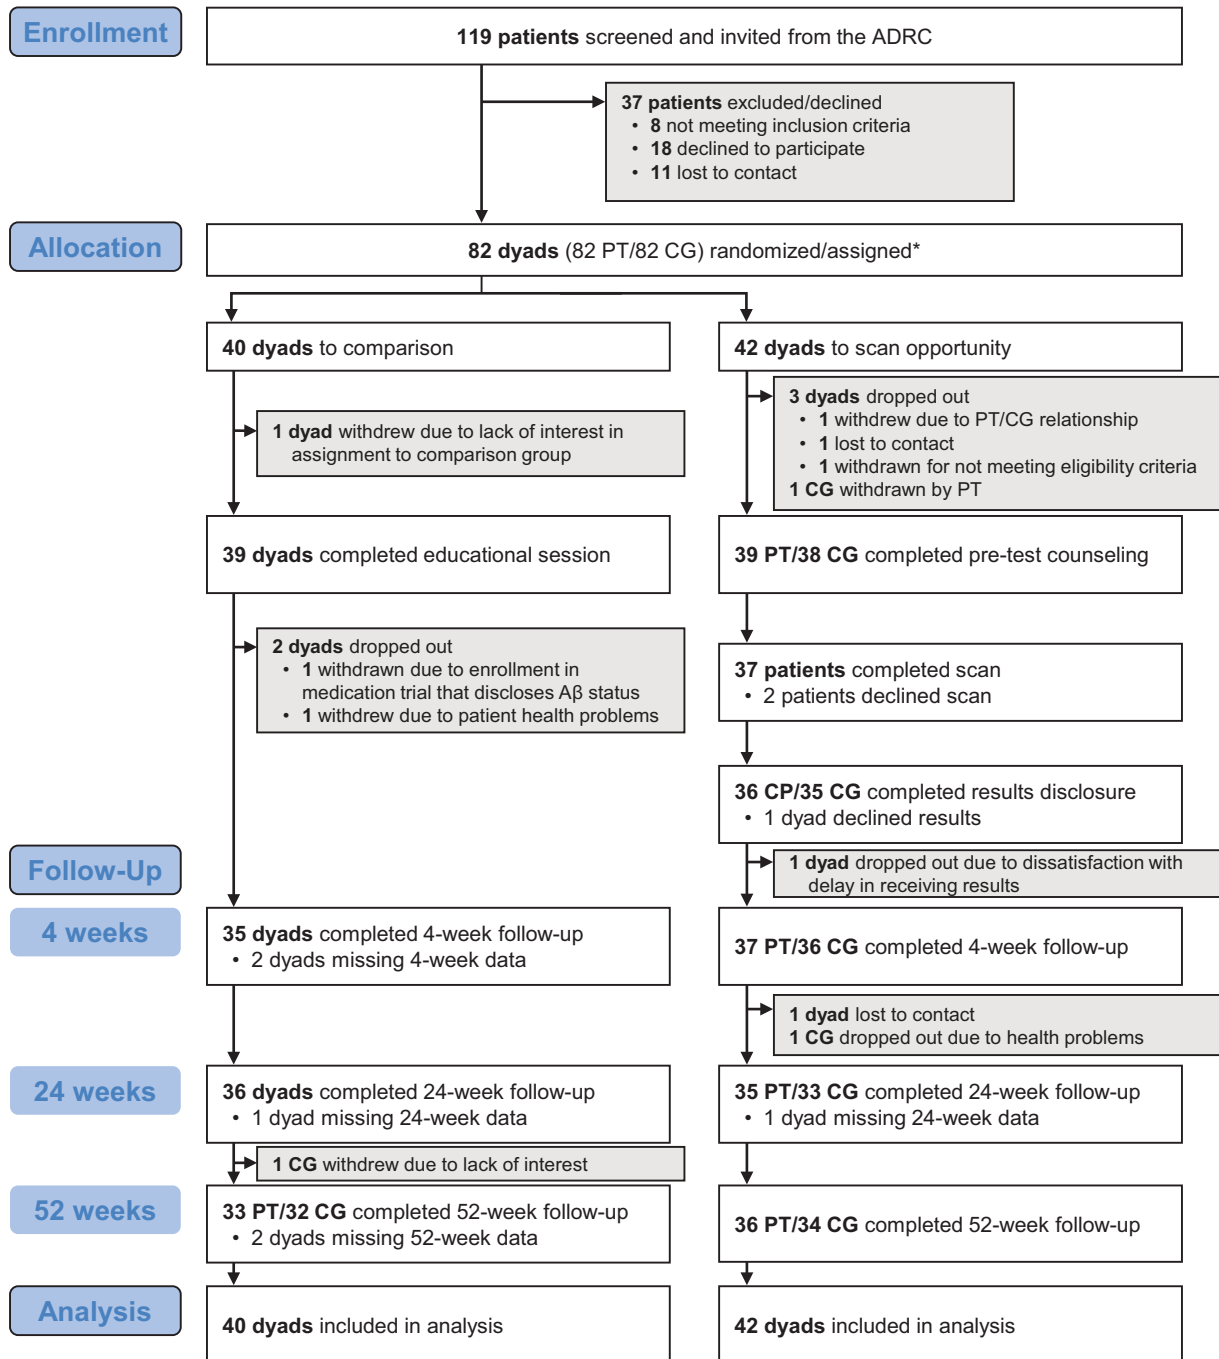 Enrollment
119 patients screened and invited from the ADRC
37 patients excluded/declined
• 8 not meeting inclusion criteria
• 18 declined to participate
• 11 lost to contact
Allocation
82 dyads (82 PT/82 CG) randomized/assigned*
40 dyads to comparison
42 dyads to scan opportunity
1 dyad withdrew due to lack of interest in
assignment to comparison group
3 dyads dropped out
• 1 withdrew due to PT/CG relationship
• 1 lost to contact
• 1 withdrawn for not meeting eligibility criteria
1 CG withdrawn by PT
39 dyads completed educational session
39 PT/38 CG completed pre-test counseling
2 dyads dropped out
• 1 withdrawn due to enrollment in
medication trial that discloses Aβ status
• 1 withdrew due to patient health problems
37 patients completed scan
• 2 patients declined scan
36 CP/35 CG completed results disclosure
• 1 dyad declined results
Follow-Up
1 dyad dropped out due to dissatisfaction with
delay in receiving results
4 weeks
35 dyads completed 4-week follow-up
• 2 dyads missing 4-week data
37 PT/36 CG completed 4-week follow-up
1 dyad lost to contact
1 CG dropped out due to health problems
24 weeks
36 dyads completed 24-week follow-up
• 1 dyad missing 24-week data
35 PT/33 CG completed 24-week follow-up
• 1 dyad missing 24-week data
1 CG withdrew due to lack of interest
52 weeks
33 PT/32 CG completed 52-week follow-up
• 2 dyads missing 52-week data
36 PT/34 CG completed 52-week follow-up
Analysis
40 dyads included in analysis
42 dyads included in analysis